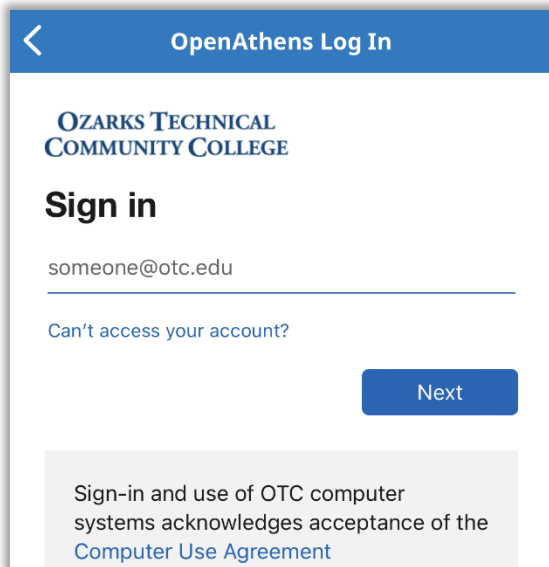 OpenAthens Log In
OZARKS TECHNICAL
COMMUNITY COLLEGE
Sign in
someone@otc.edu
Can't access your account?
Next
Sign-in and use of OTC computer
systems acknowledges acceptance of the
Computer Use Agreement